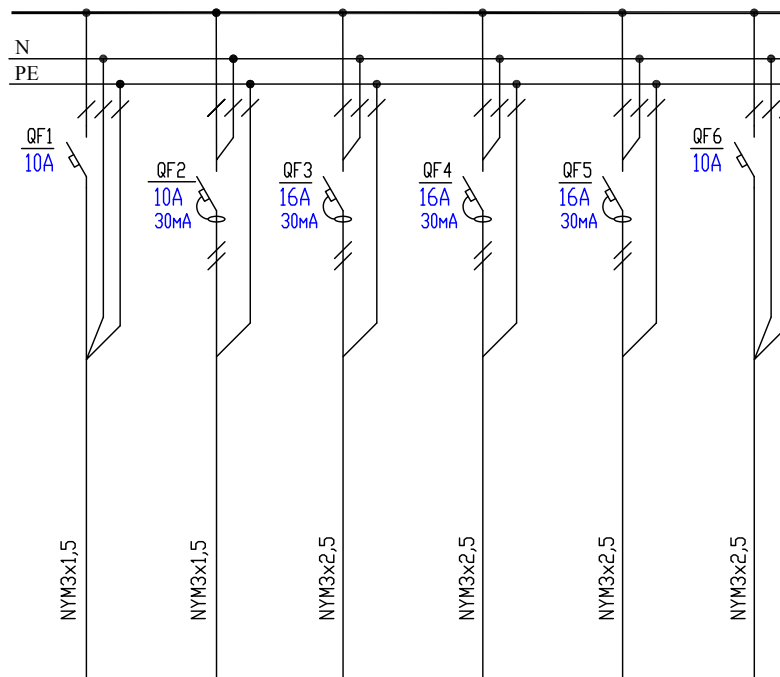 N
PE
QF1
10A
QF2
10A
30мА
QF3
16A
30мА
QF4
16A
30мА
QF5
16A
30мА
QF6
10A
NYM3x1,5
NYM3x1,5
NYM3x2,5
NYM3x2,5
NYM3x2,5
NYM3x2,5